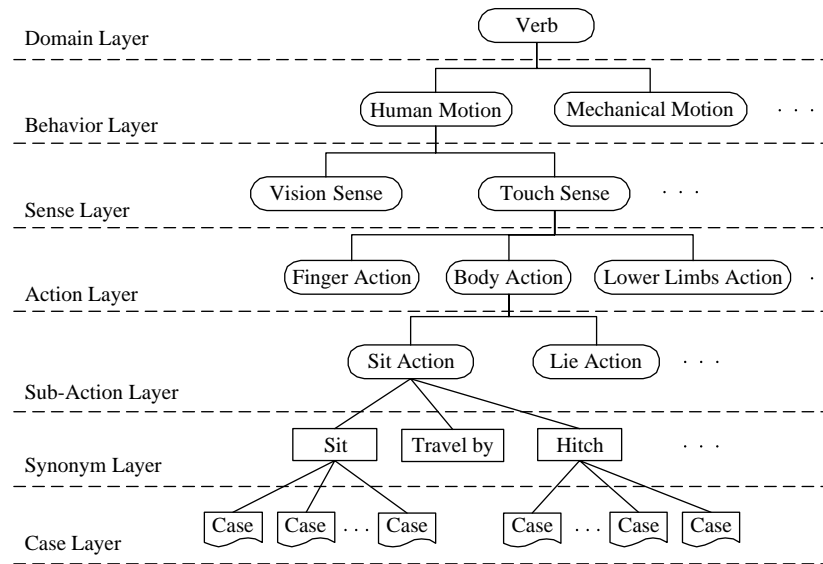 Verb
Domain Layer
Human Motion Mechanical Motion . . .
Behavior Layer
Vision Sense Touch Sense . . .
Sense Layer
Finger Action Body Action Lower Limbs Action .
Action Layer
Sit Action Lie Action . . .
Sub-Action Layer
Sit Travel by Hitch . . .
Synonym Layer
Case Case . . . Case Case . . . Case Case
Case Layer